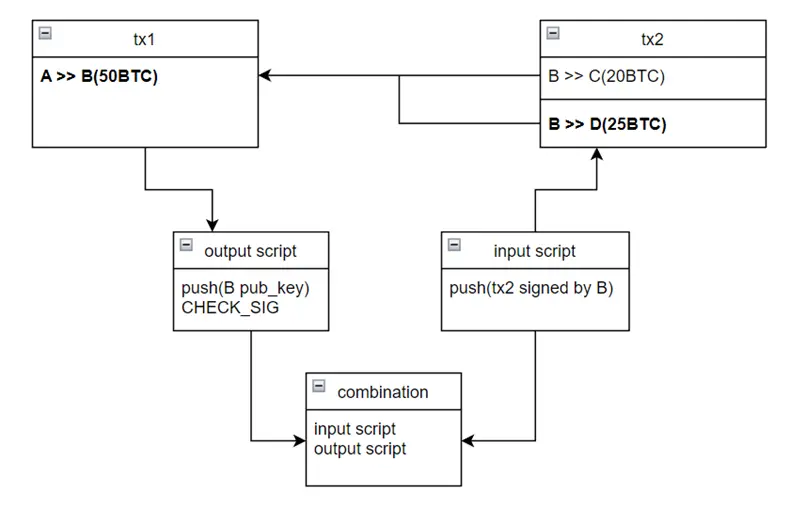 tx1
A >> B(50BTC)
tx2
B >> C(20BTC)
B >> D(25BTC)
output script
push(B pub_key)
CHECK_SIG
input script
push(tx2 signed by B)
combination
input script
output script